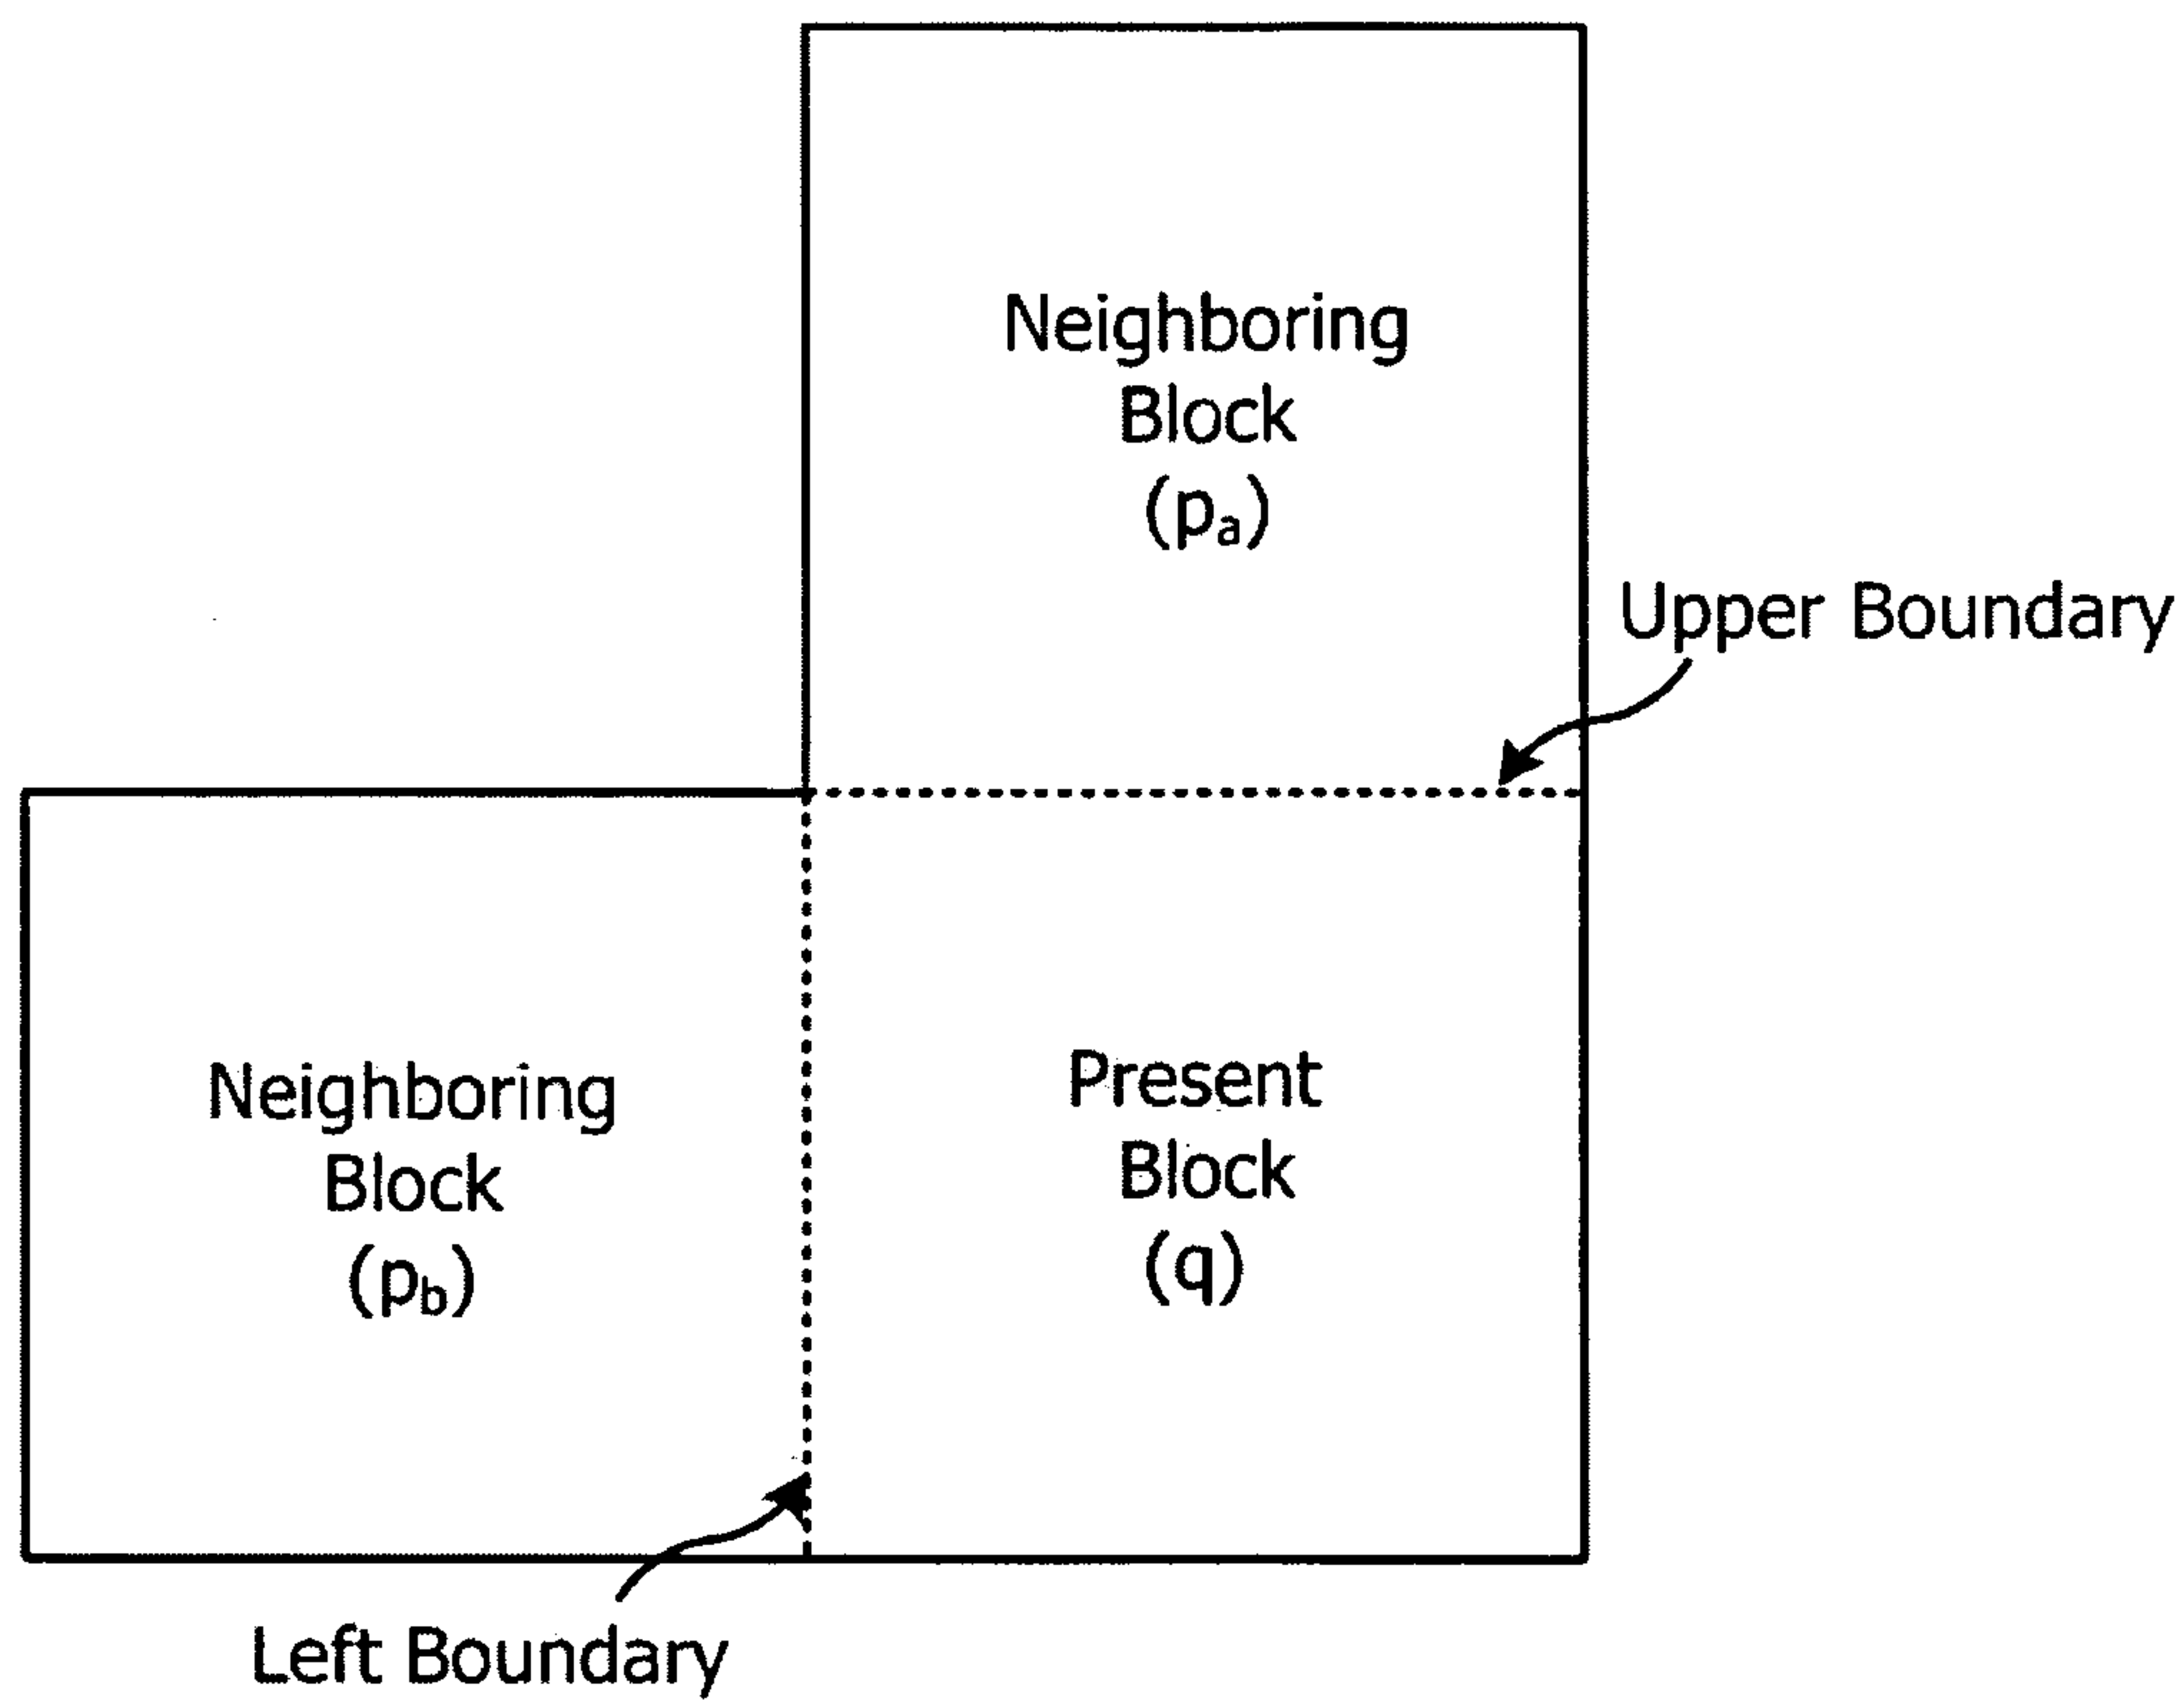 Neighboring
Block
(pa)
Upper Boundary
Neighboring
Block
(pb)
Present
Block
(q)
Left Boundary